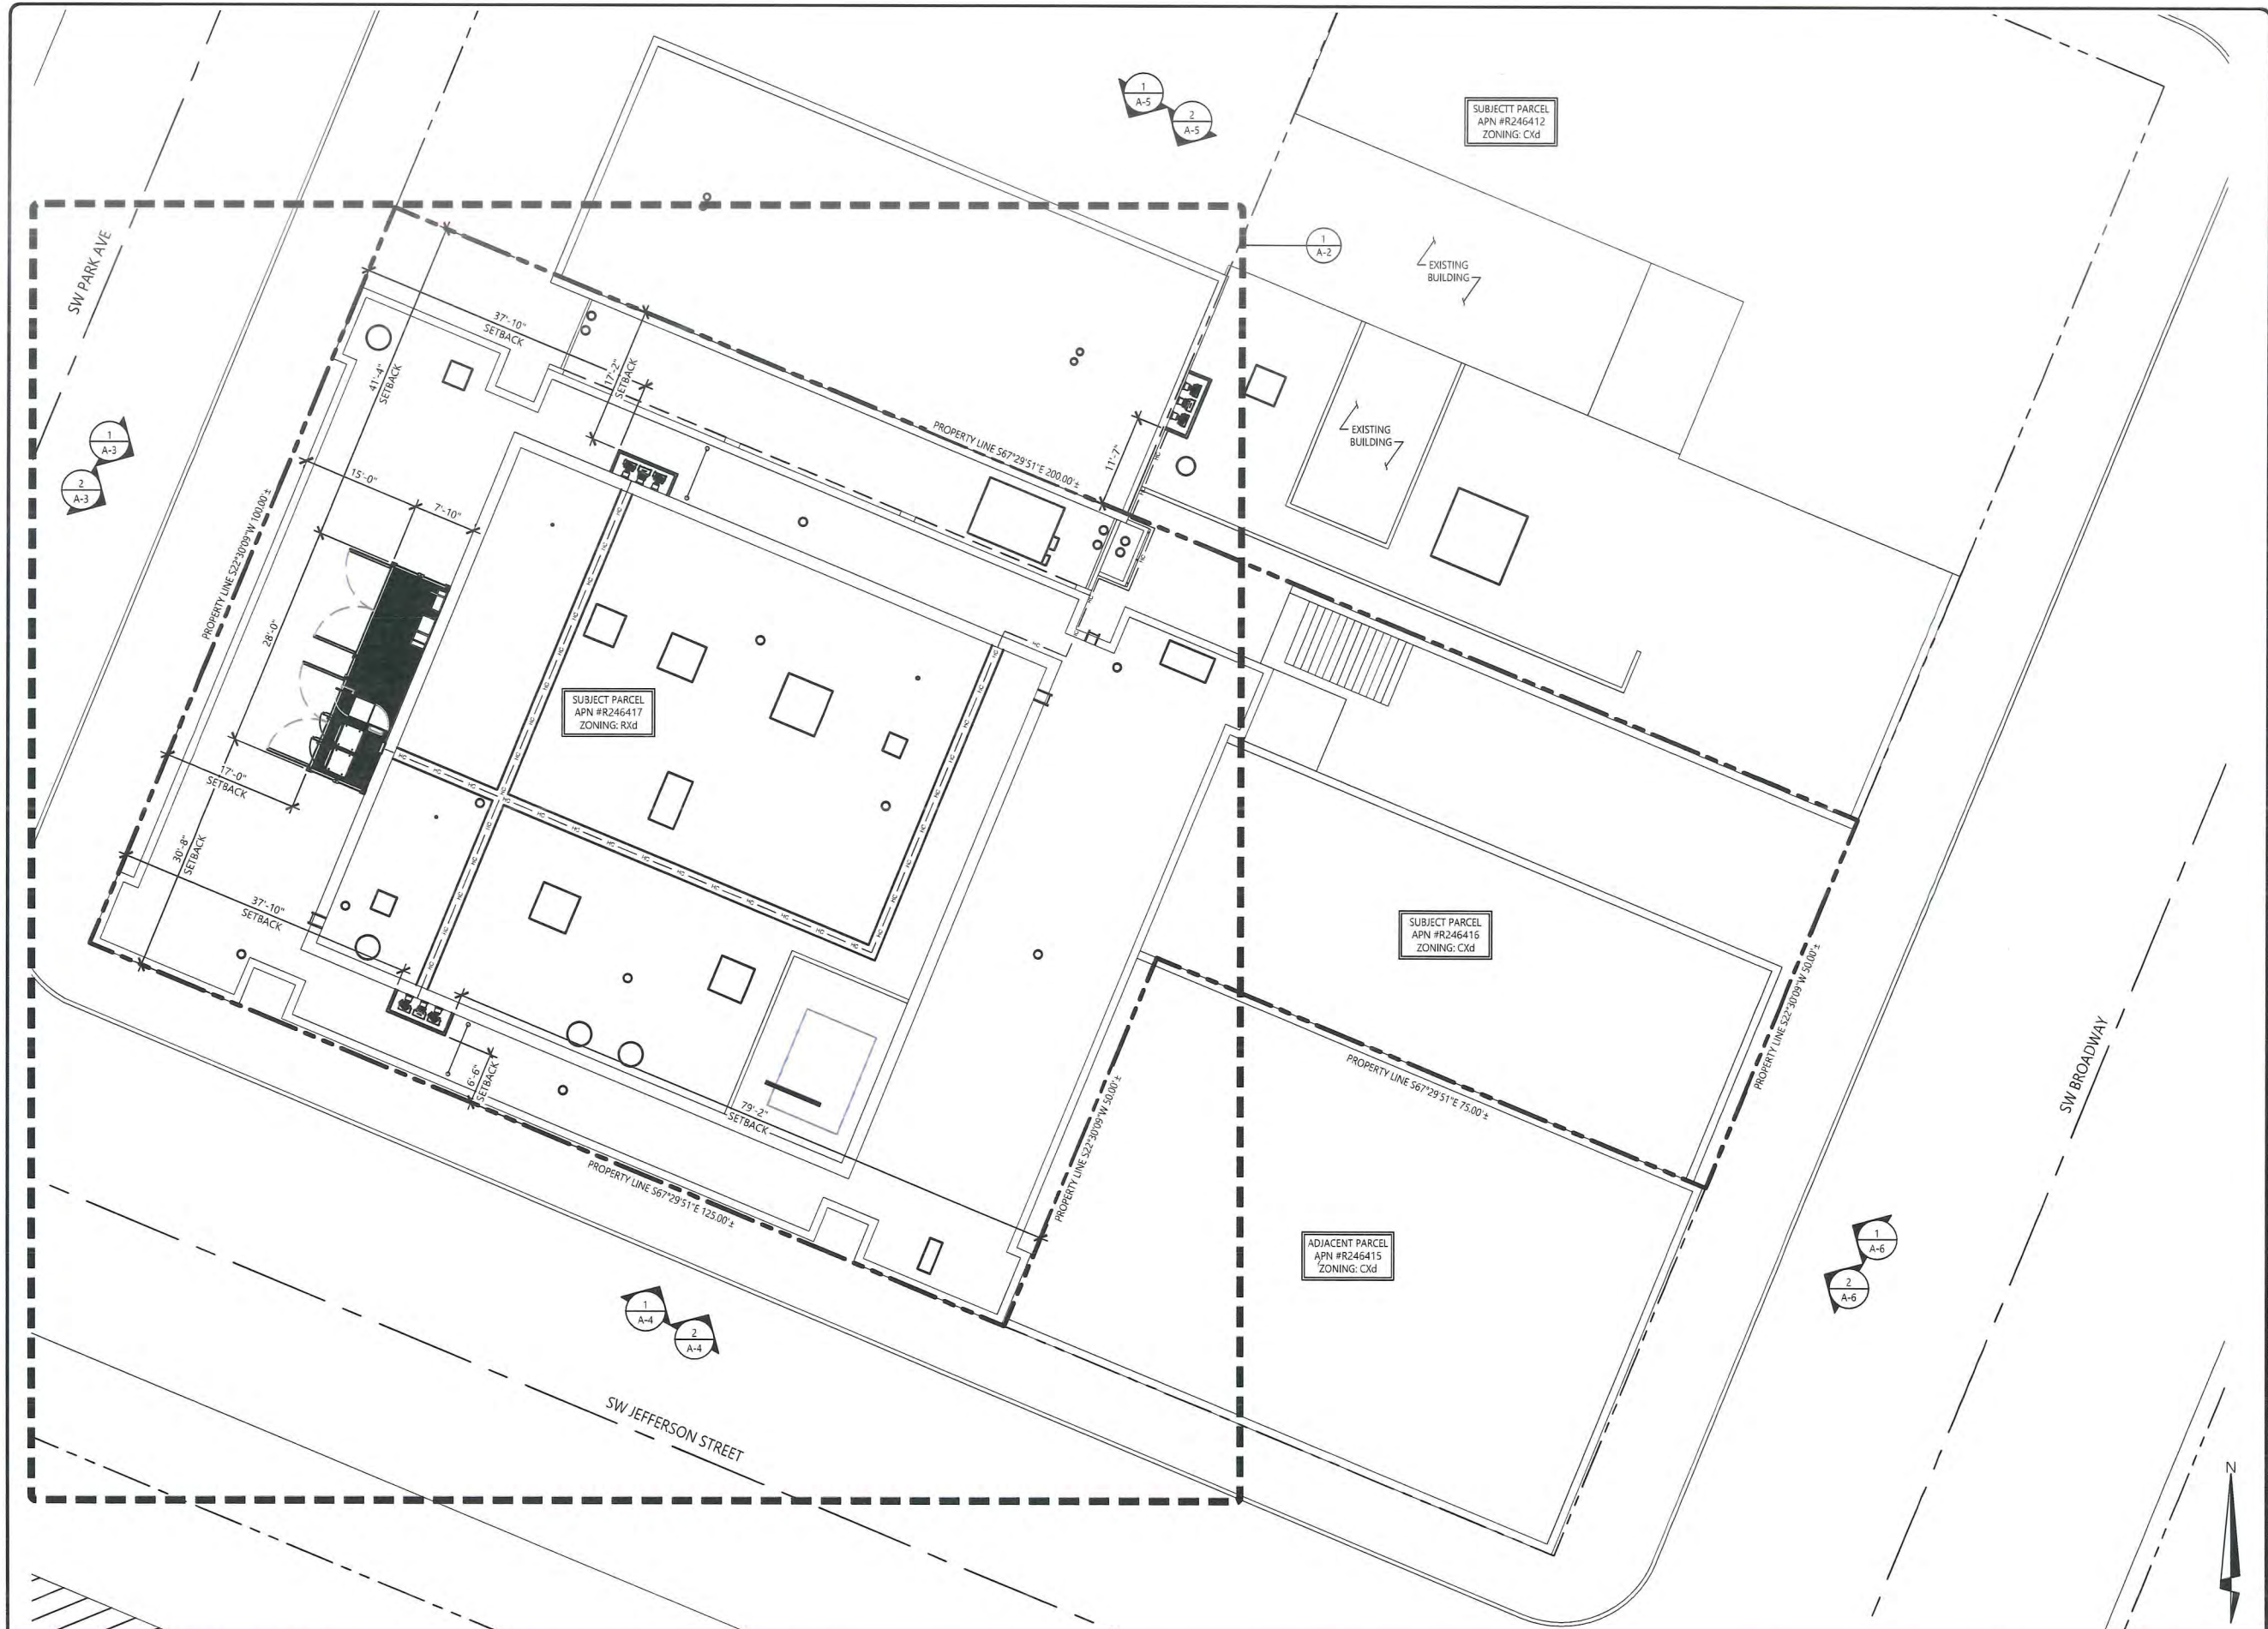 1
A-5
2
A-5
SUBJECTT PARCEL
APN #R246412
ZONING: CXd
SW PARK AVE
1
A-2
EXISTING
BUILDING
37'-10"
SETBACK
17'-2"
SETBACK
41'-4"
SETBACK
EXISTING
BUILDING
1
A-3
2
A-3
PROPERTY LINE S67°29'51"E 200.00'±
11'-7"
15'-0"
7'-10"
PROPERTY LINE S22°30'09"W 100.00'±
28'-0"
SUBJECT PARCEL
APN #R246417
ZONING: RXd
17'-0"
SETBACK
30'-8"
SETBACK
37'-10"
SETBACK
SUBJECT PARCEL
APN #R246416
ZONING: CXd
PROPERTY LINE S22°30'09"W 50.00'±
6'-6"
SETBACK
79'-2"
SETBACK
PROPERTY LINE S22°30'09"W 50.00'±
PROPERTY LINE S67°29'51"E 75.00'±
SW BROADWAY
PROPERTY LINE S67°29'51"E 125.00'±
ADJACENT PARCEL
APN #R246415
ZONING: CXd
1
A-6
2
A-6
1
A-4
2
A-4
SW JEFFERSON STREET
N